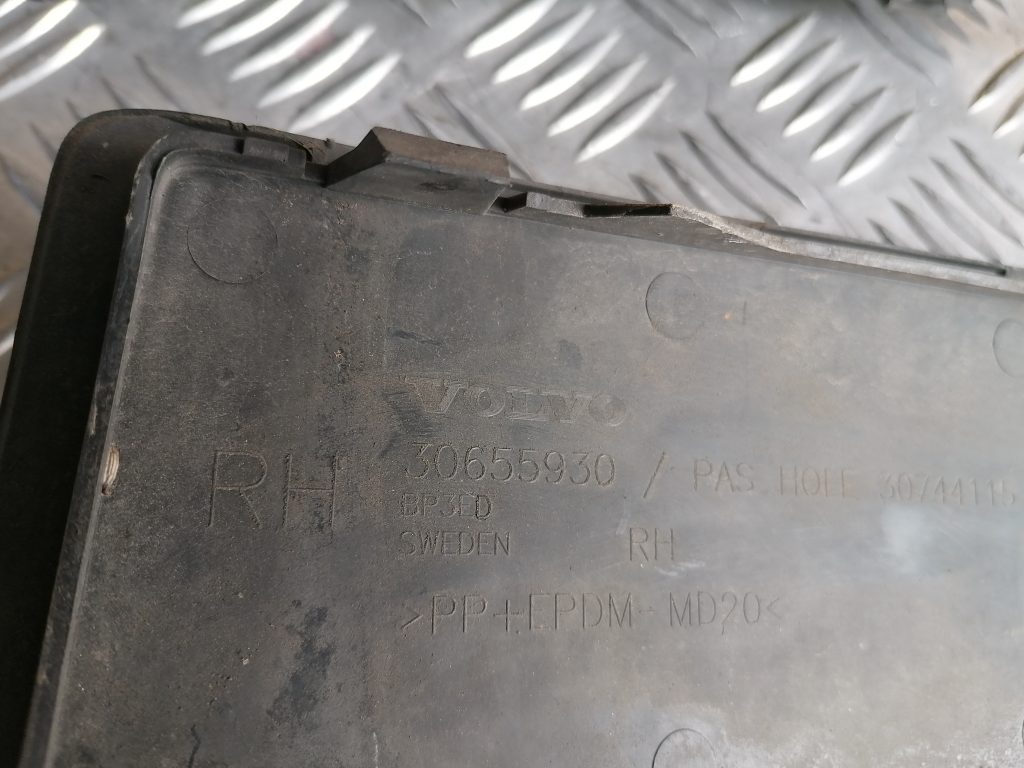 VOLVO
RH 30655930 / PAS HOLE 30744115
BP3ED
SWEDEN RH
>PP+EPDM-MD20<